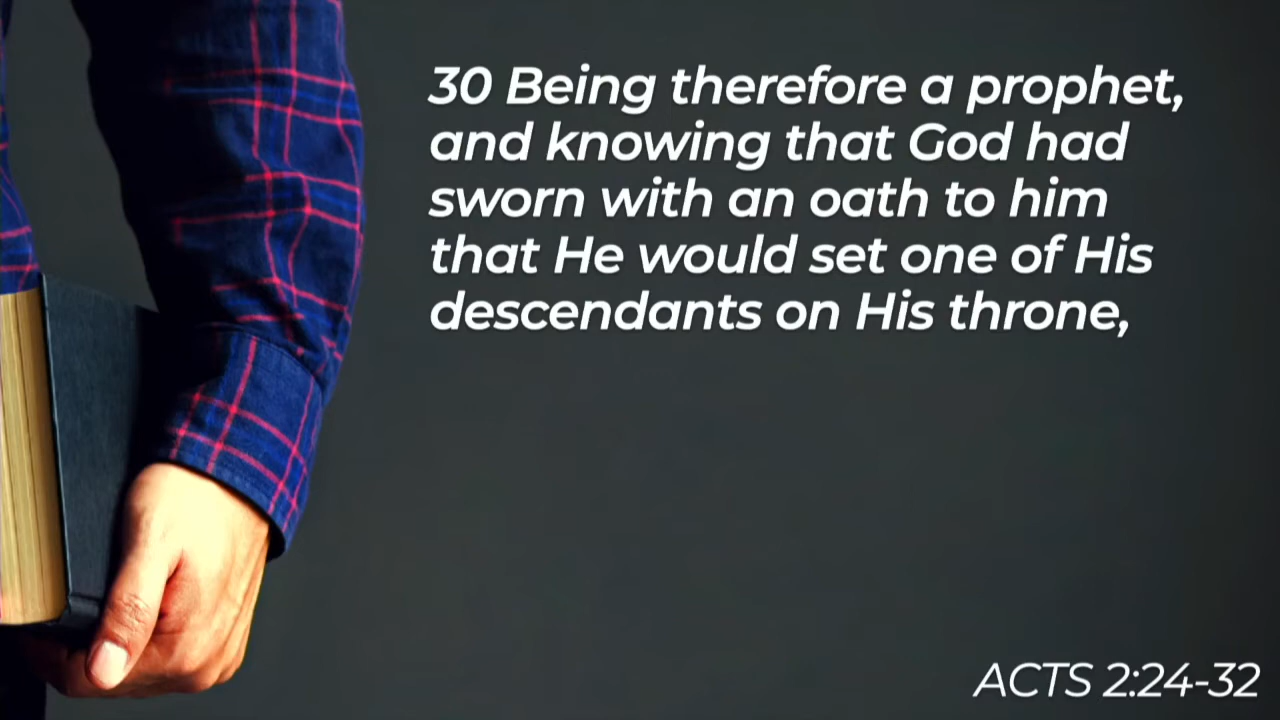 30 Being therefore a prophet,
and knowing that God had
sworn with an oath to him
that He would set one of His
descendants on His throne,
ACTS 2:24-32